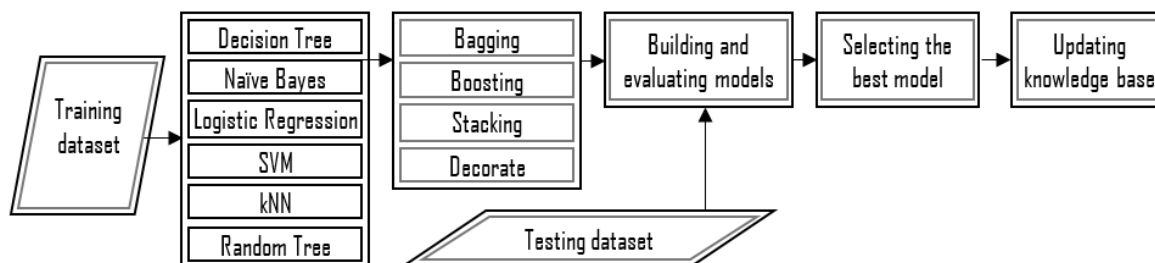 Training
dataset
Decision Tree
Naïve Bayes
Logistic Regression
SVM
kNN
Random Tree
Bagging
Boosting
Stacking
Decorate
Building and
evaluating models
Testing dataset
Selecting the
best model
Updating
knowledge base